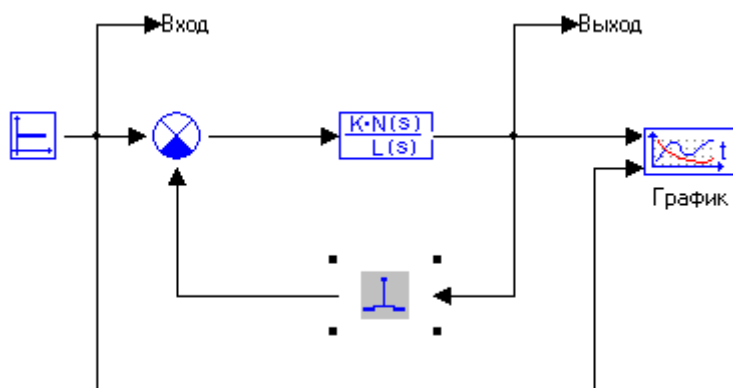 Вход
Выход
K·N(s)
L(s)
t
График